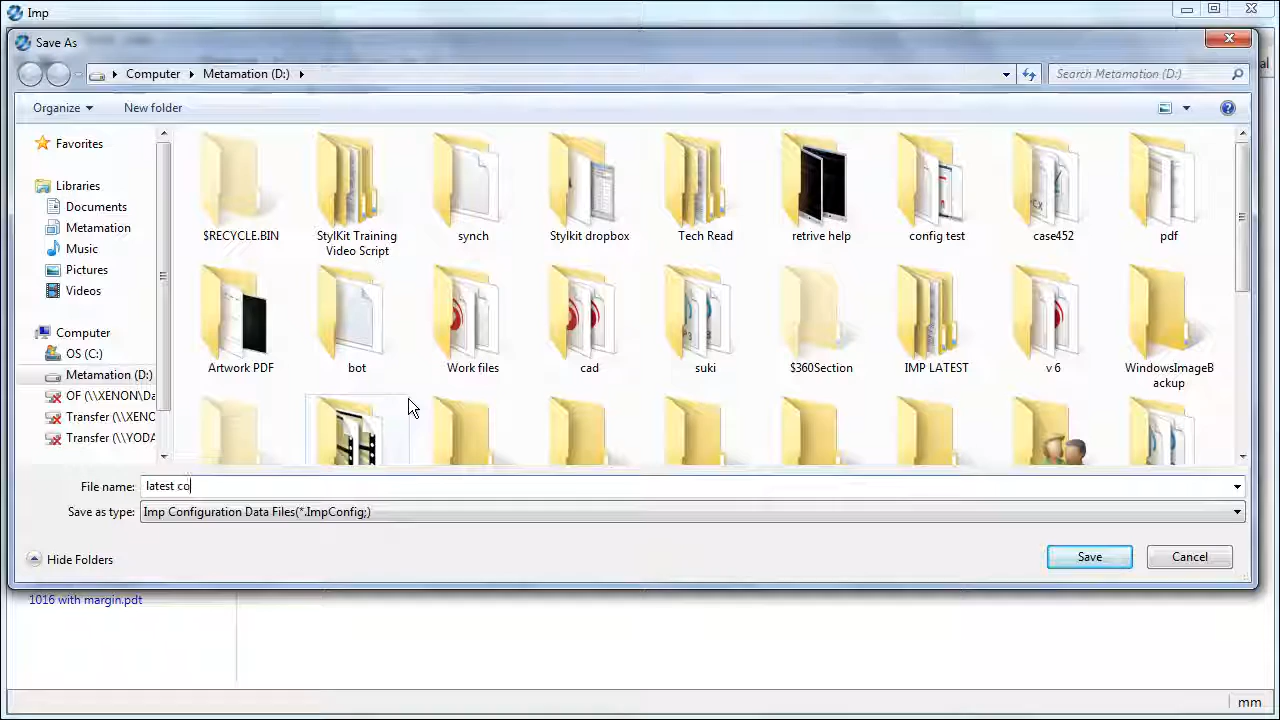 Imp
Save As
al
Computer
Metamation (D:)
Search Metamation (D:)
Organize
New folder
Favorites
Libraries
Documents
Metamation
Music
Pictures
Videos
Computer
OS (C:)
Metamation (D:)
OF (\\XENON\Da
Transfer (\\XENO
Transfer (\\YODA
$RECYCLE.BIN
StylKit Training
Video Script
synch
Stylkit dropbox
Tech Read
retrive help
config test
case452
pdf
Artwork PDF
bot
Work files
cad
suki
$360Section
IMP LATEST
v 6
WindowsImageB
ackup
File name:
latest co
Save as type:
Imp Configuration Data Files(*.ImpConfig;)
Hide Folders
Save
Cancel
1016 with margin.pdt
mm